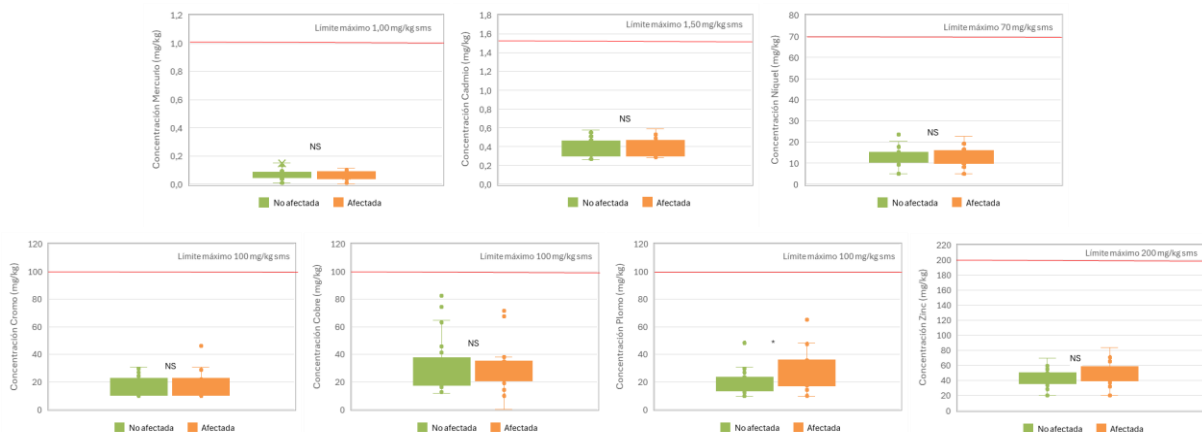 Límite máximo 1,00 mg/kg sms
Concentración Mercurio (mg/kg)
1,2
1,0
0,8
0,6
0,4
0,2
0,0
NS
No afectada
Afectada
Límite máximo 1,50 mg/kg sms
Concentración Cadmio (mg/kg)
1,8
1,6
1,4
1,2
1,0
0,8
0,6
0,4
0,2
0,0
NS
No afectada
Afectada
Límite máximo 70 mg/kg sms
Concentración Níquel (mg/kg)
80
70
60
50
40
30
20
10
0
NS
No afectada
Afectada
Límite máximo 100 mg/kg sms
Concentración Cromo (mg/kg)
120
100
80
60
40
20
0
NS
No afectada
Afectada
Límite máximo 100 mg/kg sms
Concentración Cobre (mg/kg)
120
100
80
60
40
20
0
NS
No afectada
Afectada
Límite máximo 100 mg/kg sms
Concentración Plomo (mg/kg)
120
100
80
60
40
20
0
*
No afectada
Afectada
Límite máximo 200 mg/kg sms
Concentración Zinc (mg/kg)
220
200
180
160
140
120
100
80
60
40
20
0
NS
No afectada
Afectada